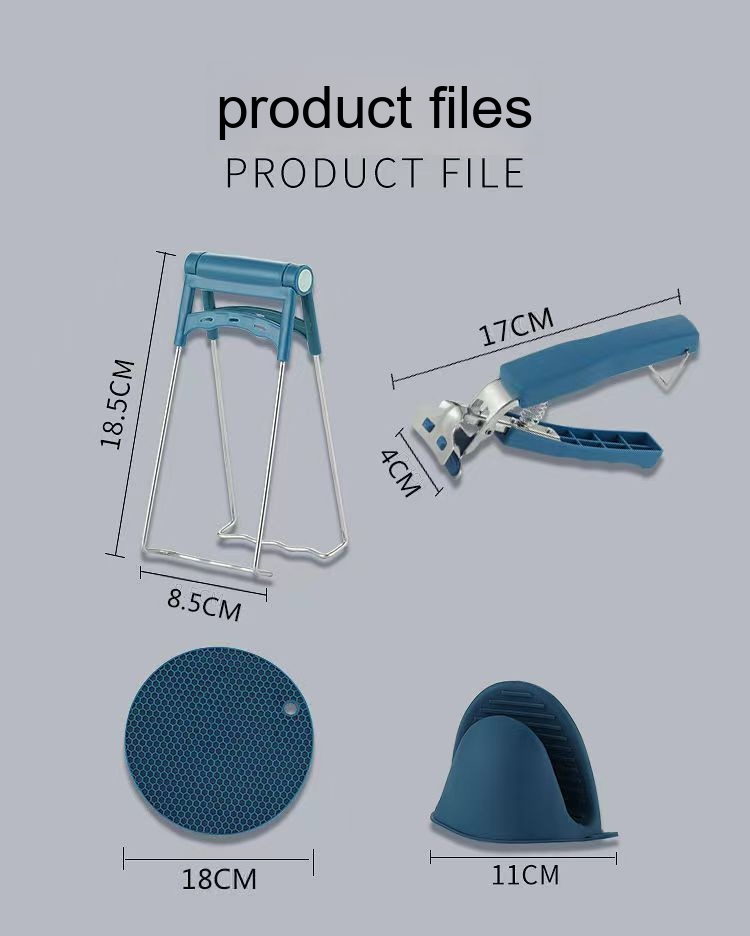 product files
PRODUCT FILE
18.5CM
8.5CM
17CM
4CM
18CM
11CM